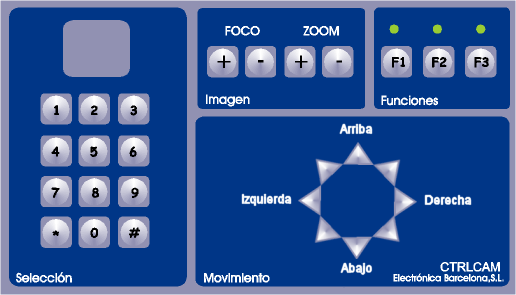 FOCO ZOOM
+ - + -
Imagen
F1 F2 F3
Funciones
1 2 3
4 5 6
7 8 9
* 0 #
Selección
Arriba
Izquierda Derecha
Abajo
Movimiento
CTRLCAM
Electrónica Barcelona,S.L.